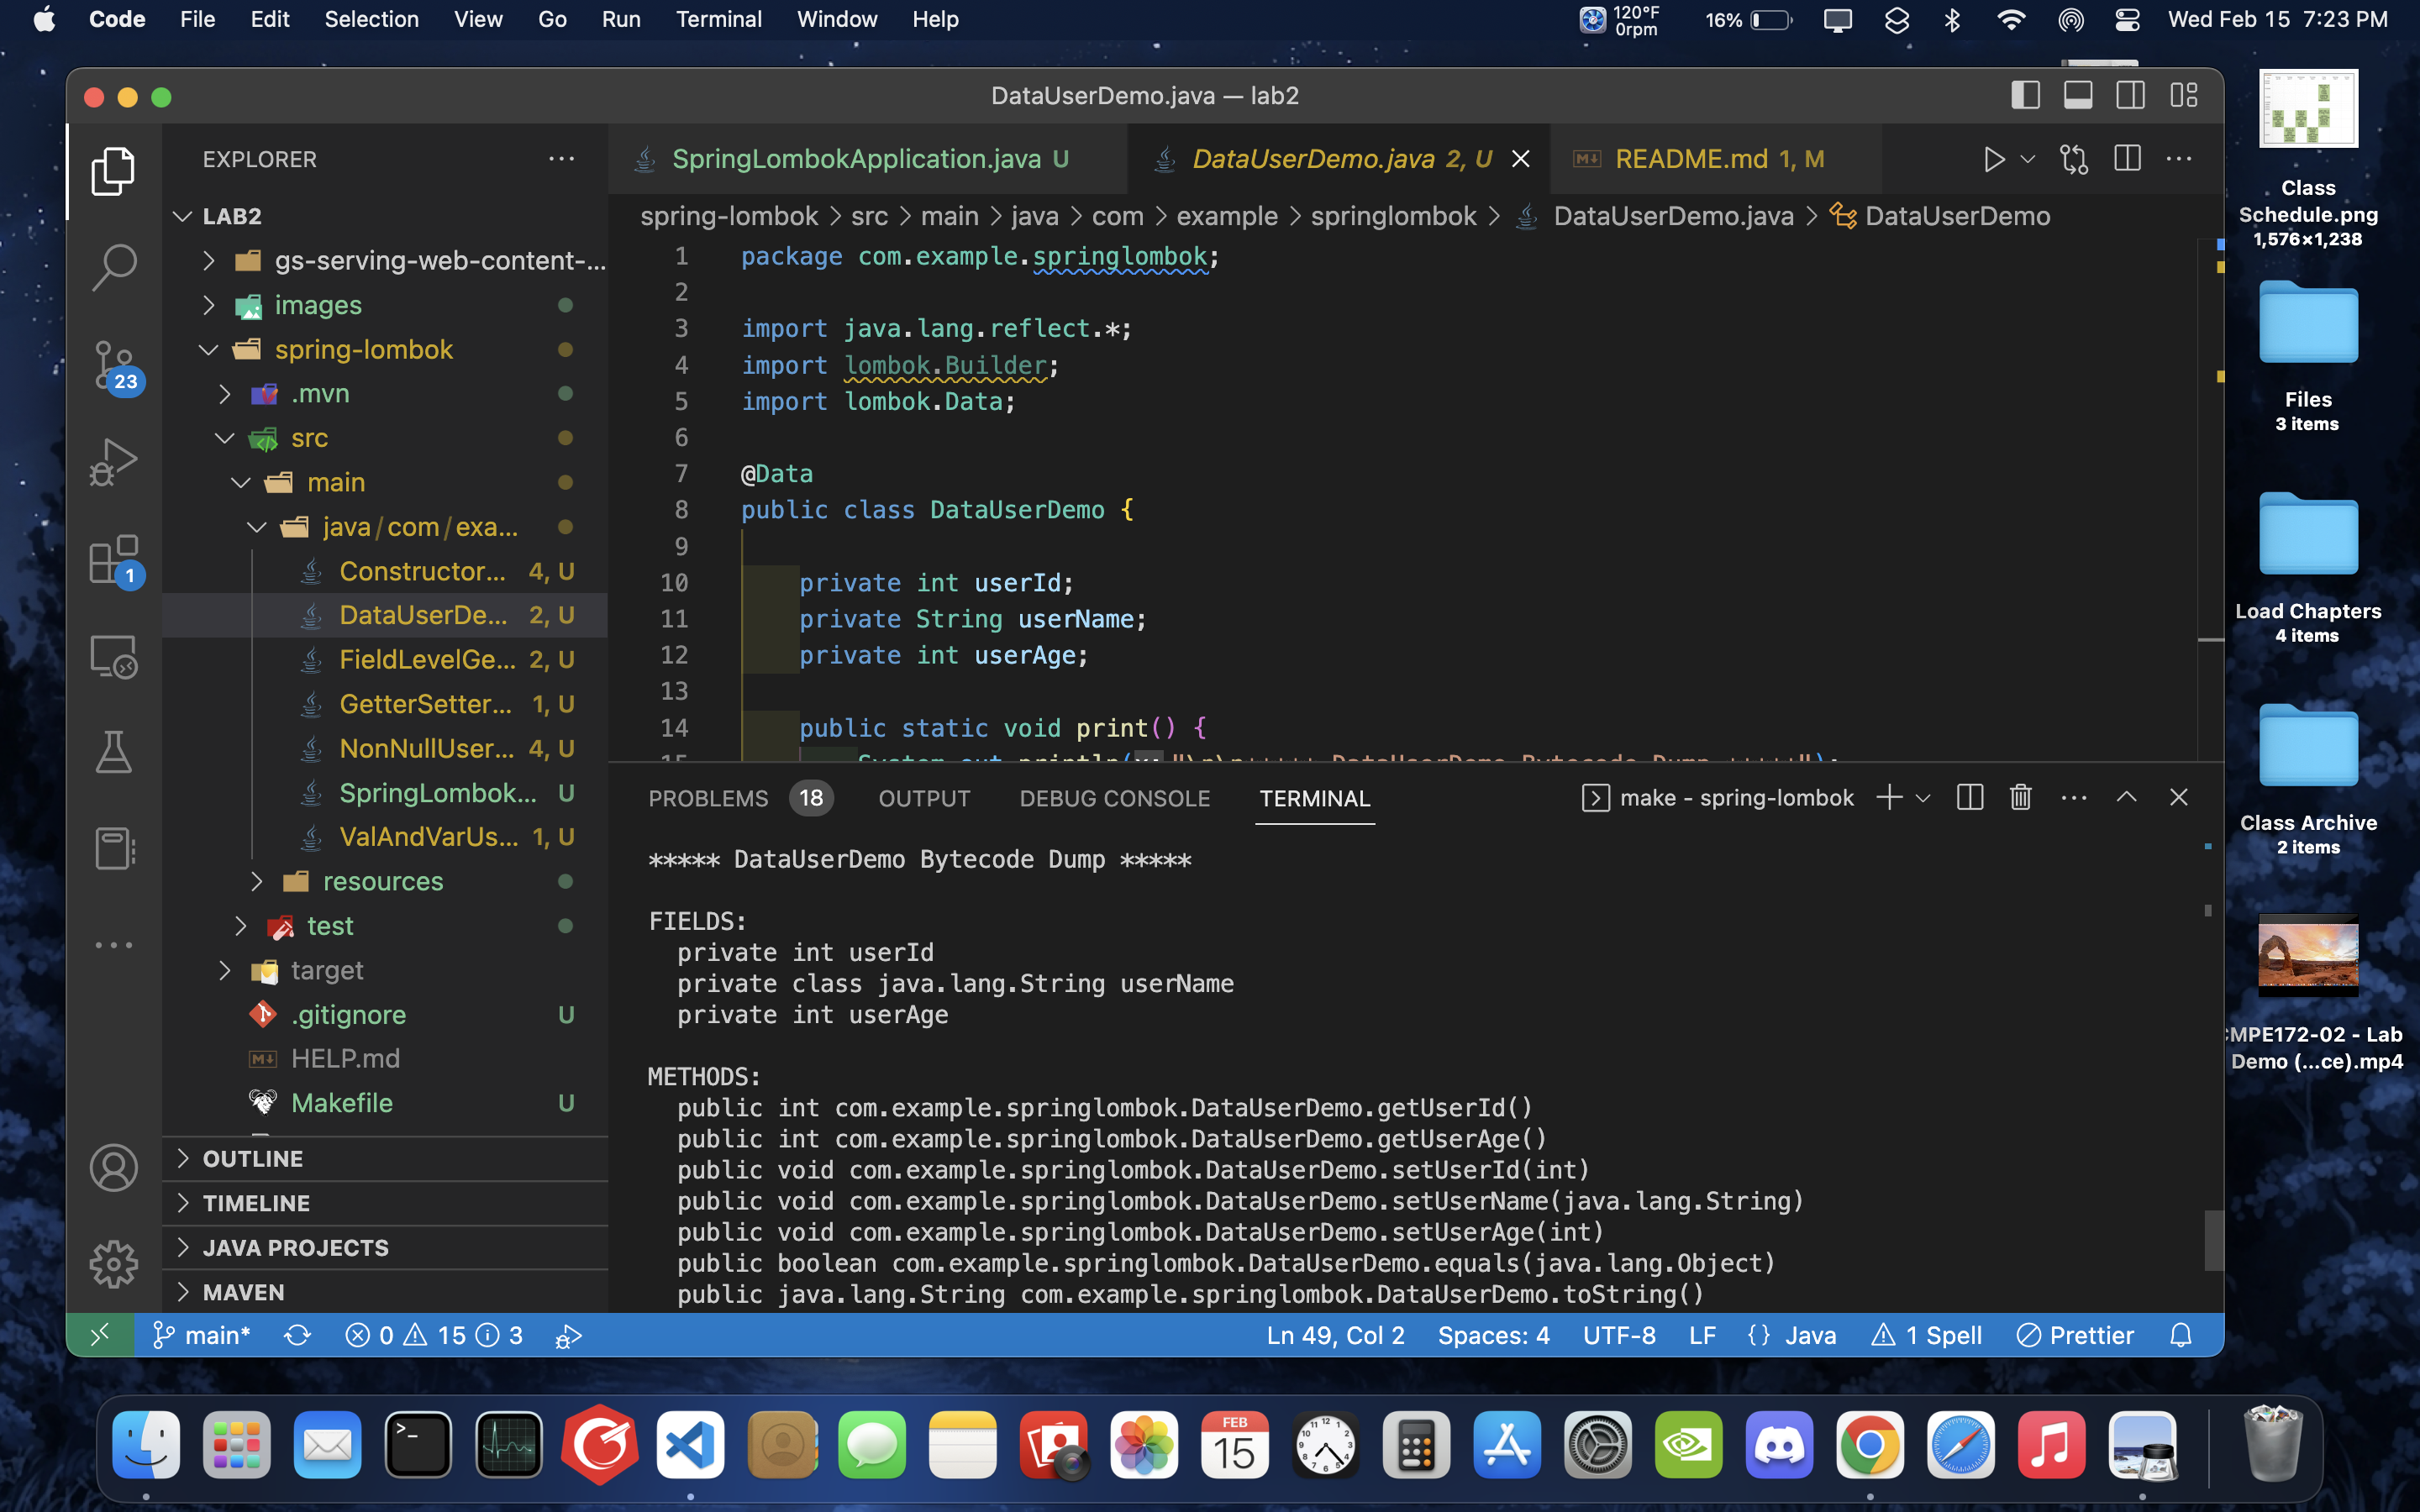 Code File Edit Selection View Go Run Terminal Window Help 120°F 0rpm 16% Wed Feb 15 7:23 PM
DataUserDemo.java — lab2
EXPLORER
LAB2
gs-serving-web-content-...
images
spring-lombok
.mvn
src
main
java/com/exa...
Constructor... 4, U
DataUserDe... 2, U
FieldLevelGe... 2, U
GetterSetter... 1, U
NonNullUser... 4, U
SpringLombok... U
ValAndVarUs... 1, U
resources
test
target
.gitignore U
HELP.md
Makefile U
OUTLINE
TIMELINE
JAVA PROJECTS
MAVEN
23
1
SpringLombokApplication.java U DataUserDemo.java 2, U README.md 1, M
spring-lombok > src > main > java > com > example > springlombok > DataUserDemo.java > DataUserDemo
1 package com.example.springlombok;
2
3 import java.lang.reflect.*;
4 import lombok.Builder;
5 import lombok.Data;
6
7 @Data
8 public class DataUserDemo {
9
10 private int userId;
11 private String userName;
12 private int userAge;
13
14 public static void print() {
15 System.out.println(x: "\n\n***** DataUserDemo Bytecode Dump *****");
PROBLEMS 18 OUTPUT DEBUG CONSOLE TERMINAL make - spring-lombok
***** DataUserDemo Bytecode Dump *****
FIELDS:
private int userId
private class java.lang.String userName
private int userAge
METHODS:
public int com.example.springlombok.DataUserDemo.getUserId()
public int com.example.springlombok.DataUserDemo.getUserAge()
public void com.example.springlombok.DataUserDemo.setUserId(int)
public void com.example.springlombok.DataUserDemo.setUserName(java.lang.String)
public void com.example.springlombok.DataUserDemo.setUserAge(int)
public boolean com.example.springlombok.DataUserDemo.equals(java.lang.Object)
public java.lang.String com.example.springlombok.DataUserDemo.toString()
main* 0 15 3 Ln 49, Col 2 Spaces: 4 UTF-8 LF {} Java 1 Spell Prettier
Class
Schedule.png
1,576×1,238
Files
3 items
Load Chapters
4 items
Class Archive
2 items
CMPE172-02 - Lab
Demo (...ce).mp4
FEB
15